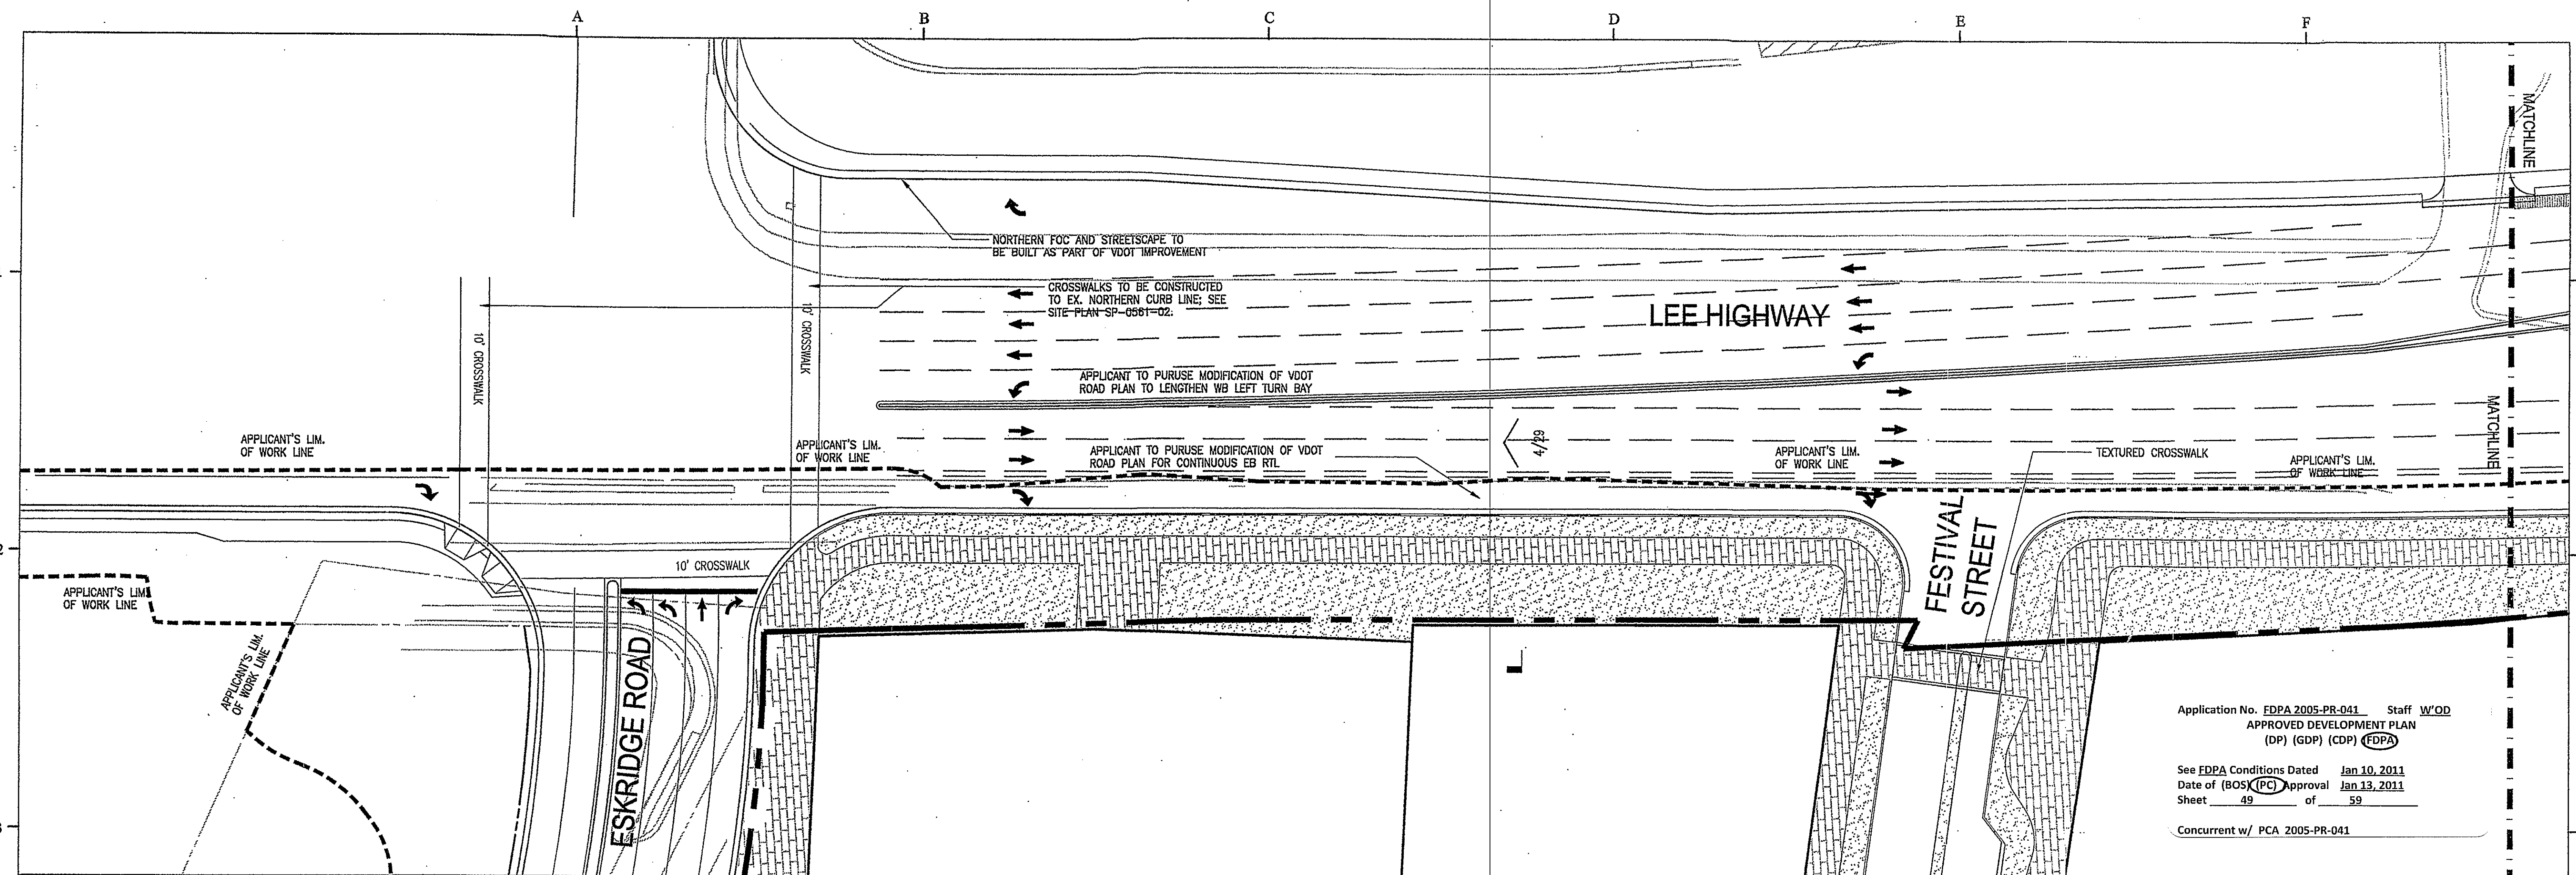 A
B
C
D
E
F
MATCHLINE
NORTHERN FOC AND STREETSCAPE TO
BE BUILT AS PART OF VDOT IMPROVEMENT
CROSSWALKS TO BE CONSTRUCTED
TO EX. NORTHERN CURB LINE; SEE
SITE PLAN SP-0561-02.
LEE HIGHWAY
10' CROSSWALK
10' CROSSWALK
APPLICANT TO PURUSE MODIFICATION OF VDOT
ROAD PLAN TO LENGTHEN WB LEFT TURN BAY
MATCHLINE
APPLICANT'S LIM.
OF WORK LINE
APPLICANT'S LIM.
OF WORK LINE
APPLICANT TO PURUSE MODIFICATION OF VDOT
ROAD PLAN FOR CONTINUOUS EB RTL
4/29
APPLICANT'S LIM.
OF WORK LINE
TEXTURED CROSSWALK
APPLICANT'S LIM.
OF WORK LINE
FESTIVAL
STREET
2
10' CROSSWALK
APPLICANT'S LIM.
OF WORK LINE
APPLICANT'S LIM.
OF WORK LINE
ESKRIDGE ROAD
Application No. FDPA 2005-PR-041 Staff W'OD
APPROVED DEVELOPMENT PLAN
(DP) (GDP) (CDP) (FDPA)
See FDPA Conditions Dated Jan 10, 2011
Date of (BOS) (PC) Approval Jan 13, 2011
Sheet 49 of 59
Concurrent w/ PCA 2005-PR-041